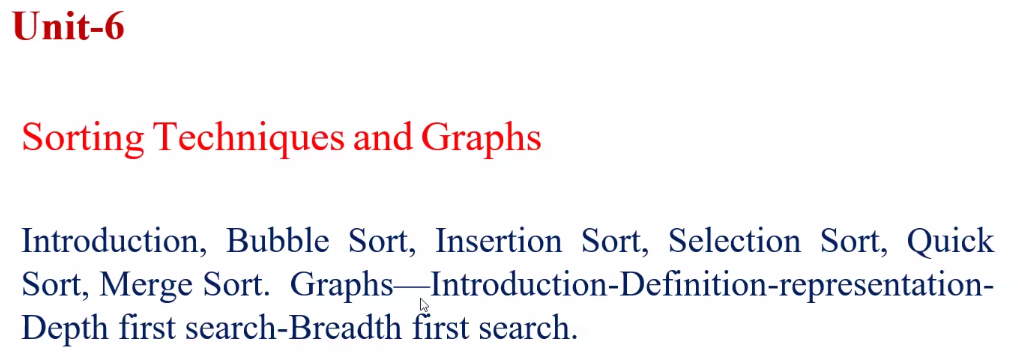 Unit-6
Sorting Techniques and Graphs
Introduction, Bubble Sort, Insertion Sort, Selection Sort, Quick
Sort, Merge Sort. Graphs—Introduction-Definition-representation-
Depth first search-Breadth first search.